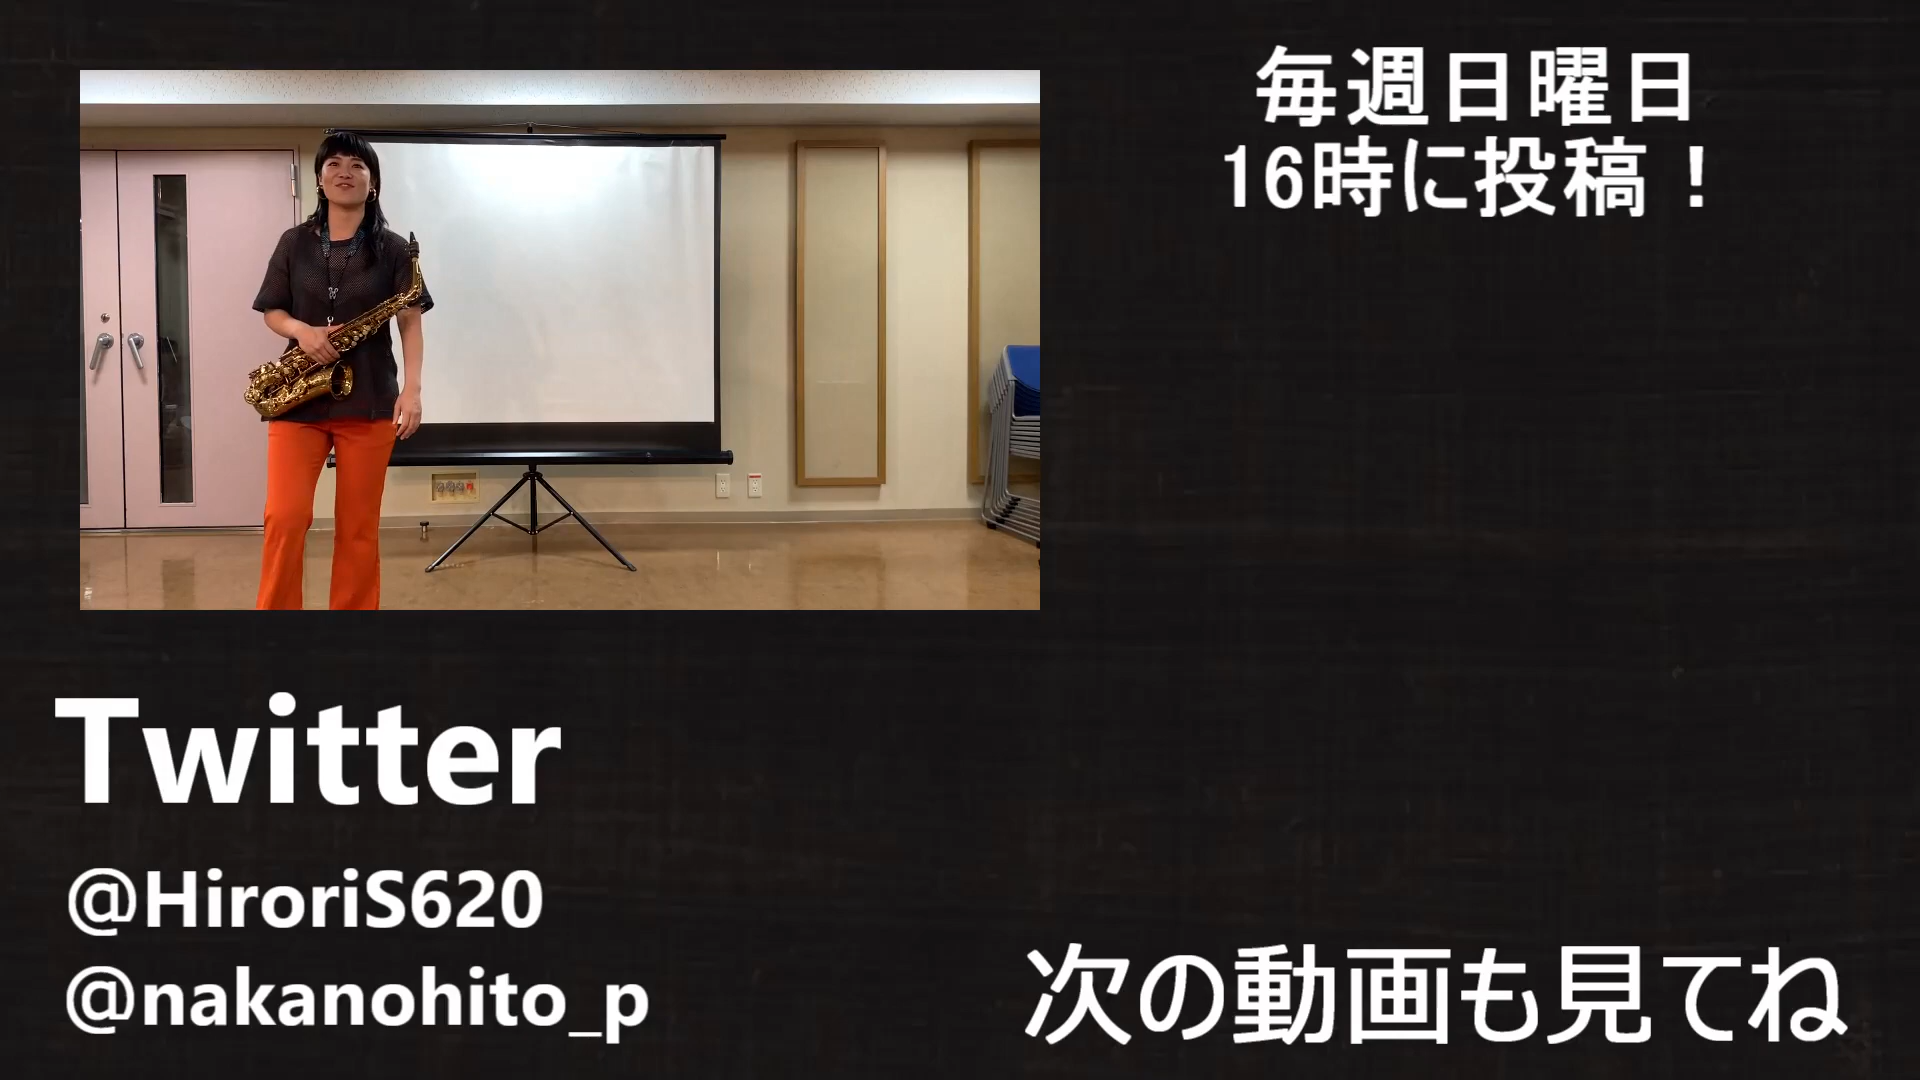 毎週日曜日
16時に投稿！
Twitter
@HiroriS620
@nakanohito_p
次の動画も見てね